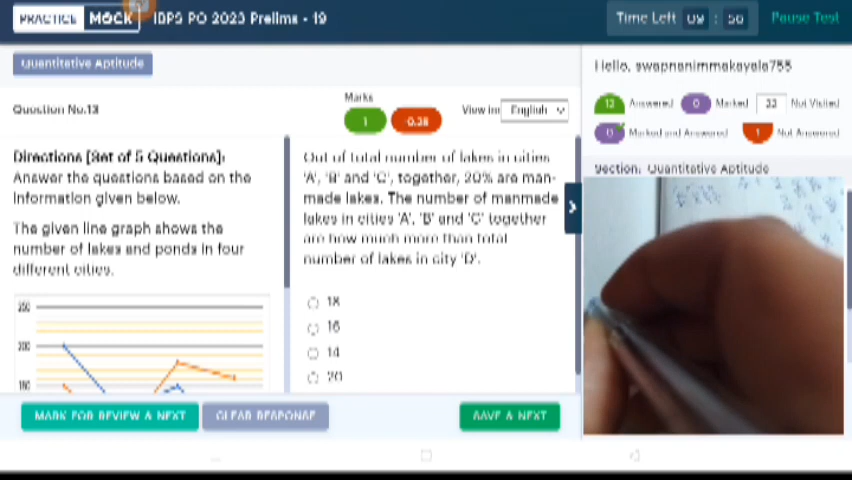 PRACTICE MOCK IBPS PO 2023 Prelims - 19
Time Left 09 : 56
Pause Test
Quantitative Aptitude
Hello, swapnanimmakayala755
Question No.13
Marks
1 0.38
View in: English
13 Answered 0 Marked 33 Not Visited
0 Marked and Answered 1 Not Answered
Section: Quantitative Aptitude
Directions [Set of 5 Questions]:
Answer the questions based on the
information given below.
The given line graph shows the
number of lakes and ponds in four
different cities.
250
200
150
Out of total number of lakes in cities
'A', 'B' and 'C', together, 20% are man-
made lakes. The number of manmade
lakes in cities 'A', 'B' and 'C' together
are how much more than total
number of lakes in city 'D'.
18
16
14
20
MARK FOR REVIEW & NEXT
CLEAR RESPONSE
SAVE & NEXT